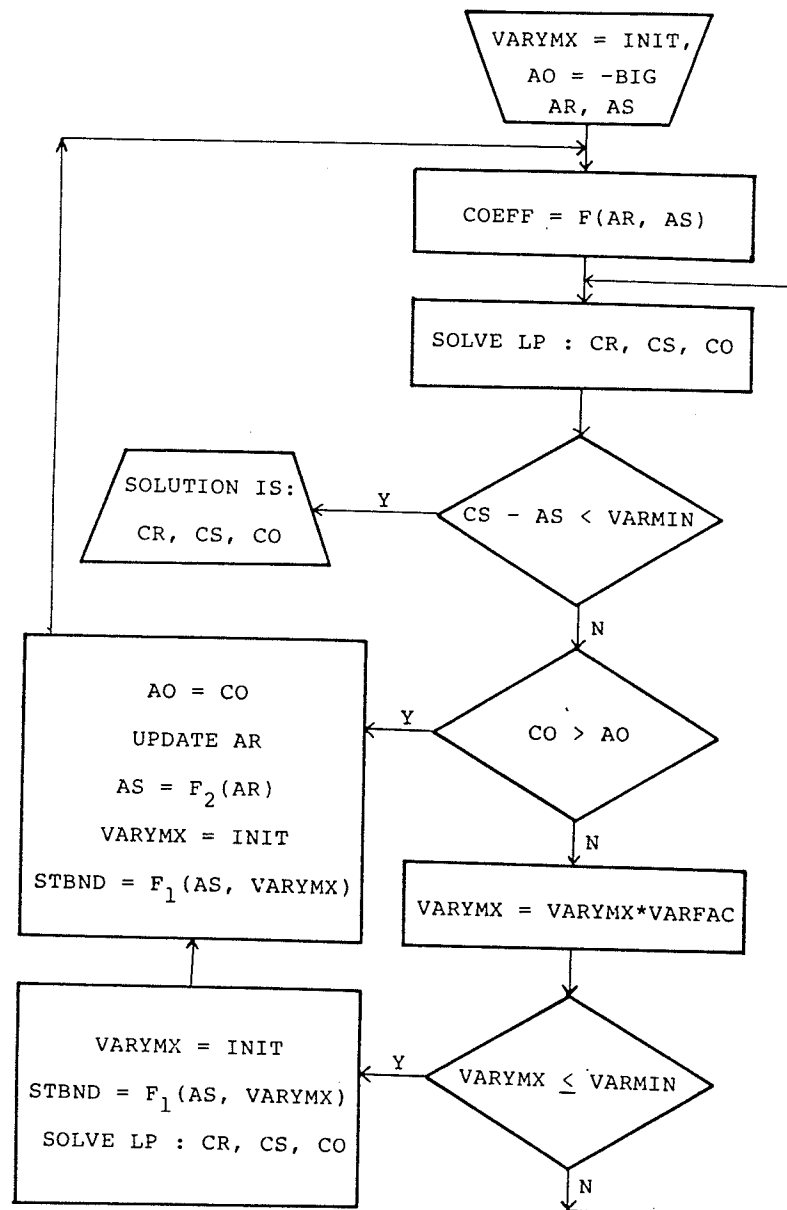 VARYMX = INIT,
AO = -BIG
AR, AS
COEFF = F(AR, AS)
SOLVE LP : CR, CS, CO
CS - AS < VARMIN
Y
SOLUTION IS:
CR, CS, CO
N
CO > AO
Y
AO = CO
UPDATE AR
AS = F₂(AR)
VARYMX = INIT
STBND = F₁(AS, VARYMX)
N
VARYMX = VARYMX*VARFAC
VARYMX ≤ VARMIN
Y
VARYMX = INIT
STBND = F₁(AS, VARYMX)
SOLVE LP : CR, CS, CO
N